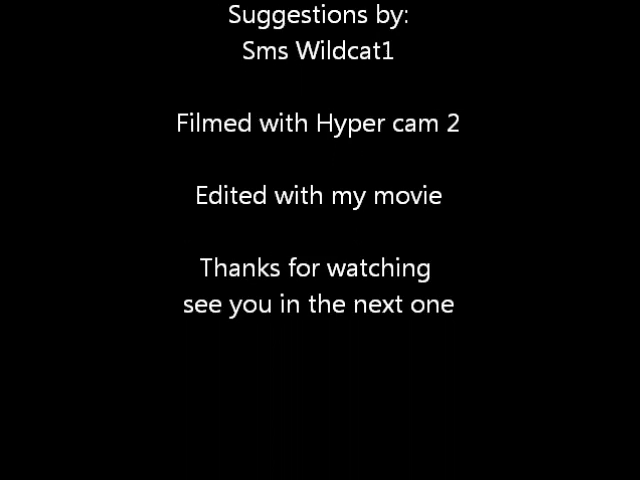 Suggestions by:
Sms Wildcat1
Filmed with Hyper cam 2
Edited with my movie
Thanks for watching
see you in the next one